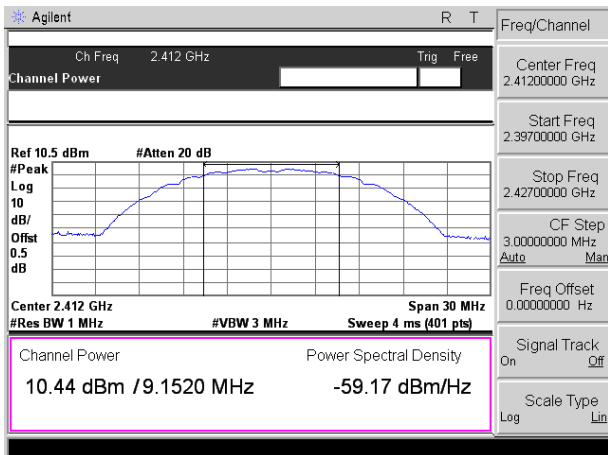 Agilent R T
Ch Freq 2.412 GHz Trig Free
Channel Power
Ref 10.5 dBm #Atten 20 dB
#Peak
Log
10
dB/
Offst
0.5
dB
Center 2.412 GHz Span 30 MHz
#Res BW 1 MHz #VBW 3 MHz Sweep 4 ms (401 pts)
Channel Power Power Spectral Density
10.44 dBm / 9.1520 MHz -59.17 dBm/Hz
Freq/Channel
Center Freq
2.41200000 GHz
Start Freq
2.39700000 GHz
Stop Freq
2.42700000 GHz
CF Step
3.00000000 MHz
Auto Man
Freq Offset
0.00000000 Hz
Signal Track
On Off
Scale Type
Log Lin